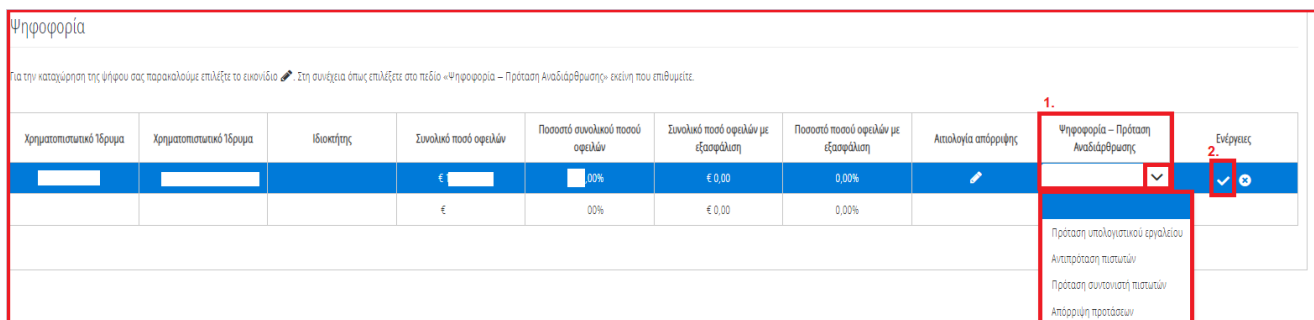 Ψηφοφορία
Για την καταχώρηση της ψήφου σας παρακαλούμε επιλέξτε το εικονίδιο . Στη συνέχεια όπως επιλέξετε στο πεδίο «Ψηφοφορία – Πρόταση Αναδιάρθρωσης» εκείνη που επιθυμείτε.
1.
Χρηματοπιστωτικό Ίδρυμα Χρηματοπιστωτικό Ίδρυμα Ιδιοκτήτης Συνολικό ποσό οφειλών Ποσοστό συνολικού ποσού οφειλών Συνολικό ποσό οφειλών με εξασφάλιση Ποσοστό ποσού οφειλών με εξασφάλιση Αιτιολογία απόρριψης Ψηφοφορία – Πρόταση Αναδιάρθρωσης Ενέργειες
2.
€ ,00% € 0,00 0,00%
€ 00% € 0,00 0,00%
Πρόταση υπολογιστικού εργαλείου
Αντιπρόταση πιστωτών
Πρόταση συντονιστή πιστωτών
Απόρριψη προτάσεων